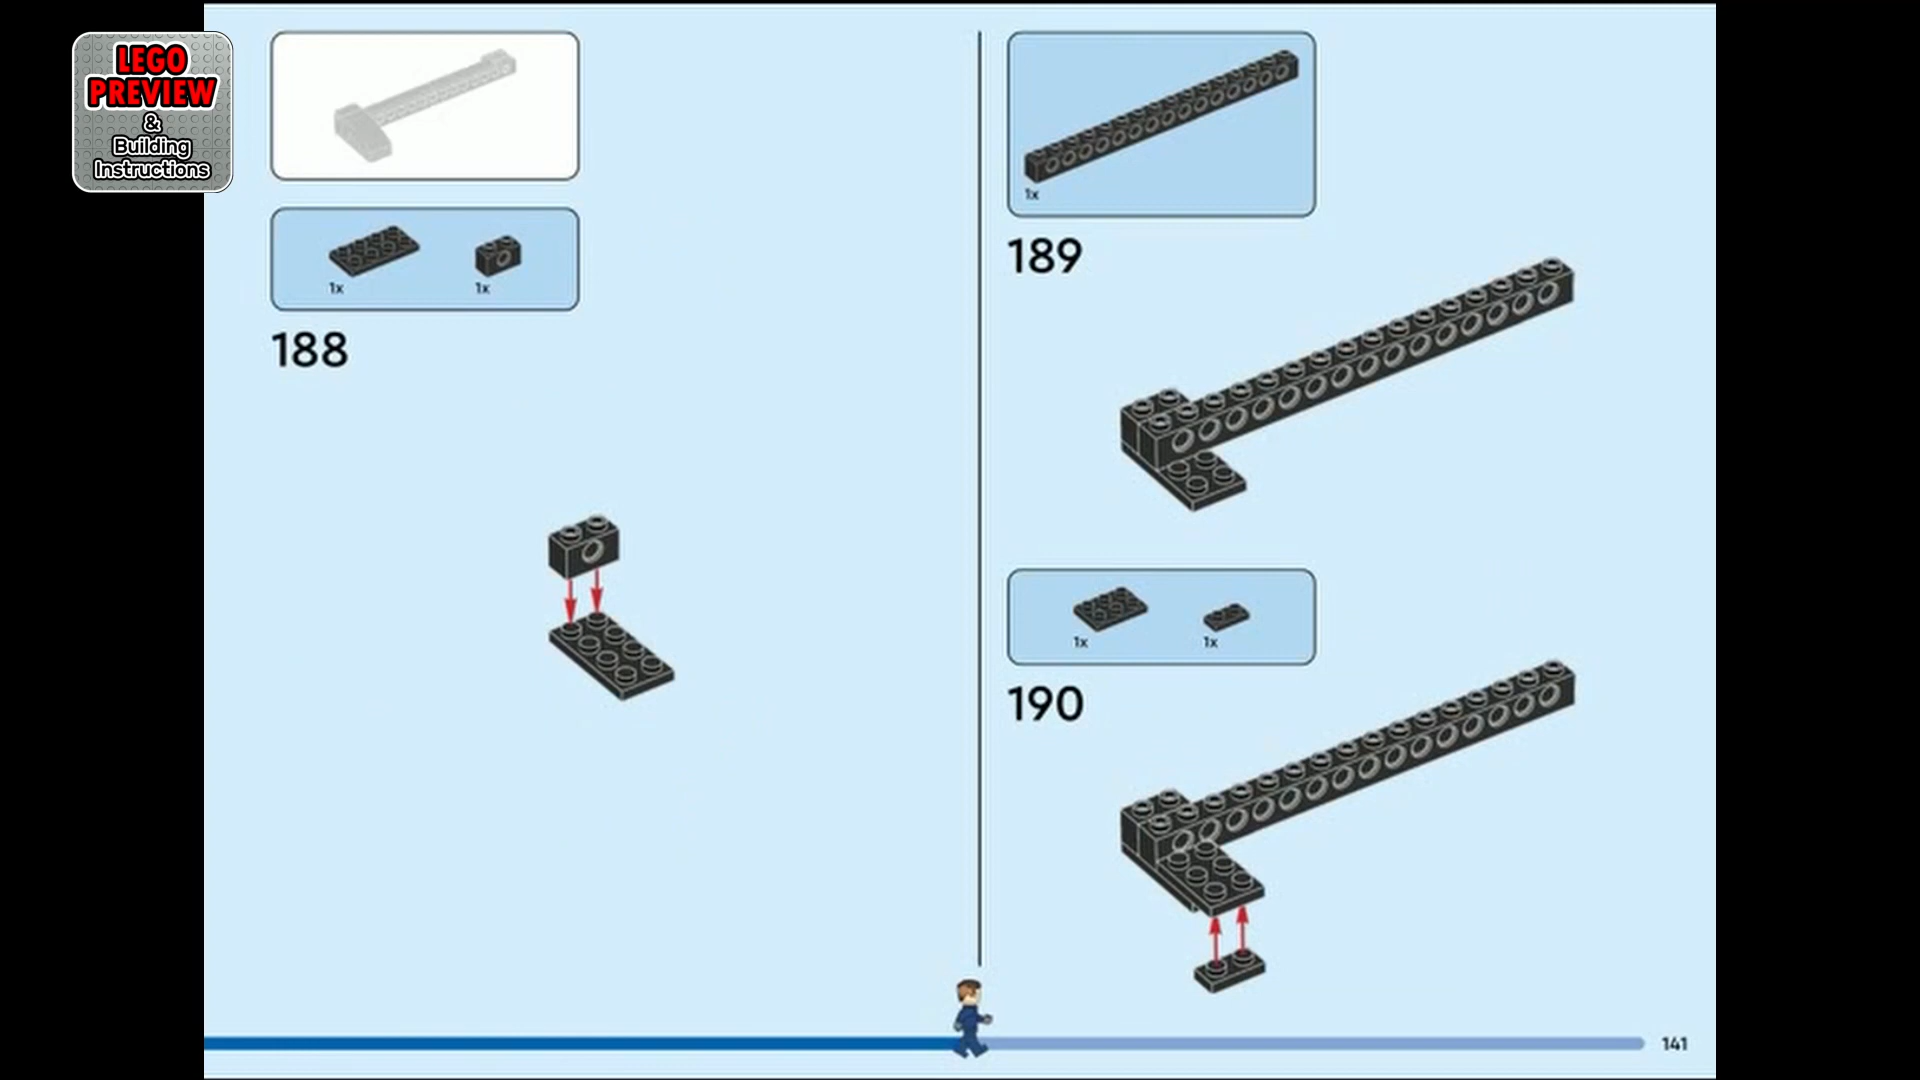 LEGO
PREVIEW
&
Building
Instructions
1x
1x
188
1x
189
1x
1x
190
141